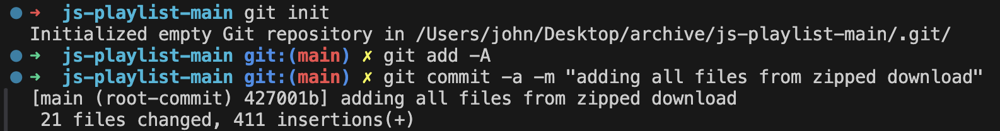 ➜  js-playlist-main git init
Initialized empty Git repository in /Users/john/Desktop/archive/js-playlist-main/.git/
➜  js-playlist-main git:(main) ✗ git add -A
➜  js-playlist-main git:(main) ✗ git commit -a -m "adding all files from zipped download"
[main (root-commit) 427001b] adding all files from zipped download
 21 files changed, 411 insertions(+)